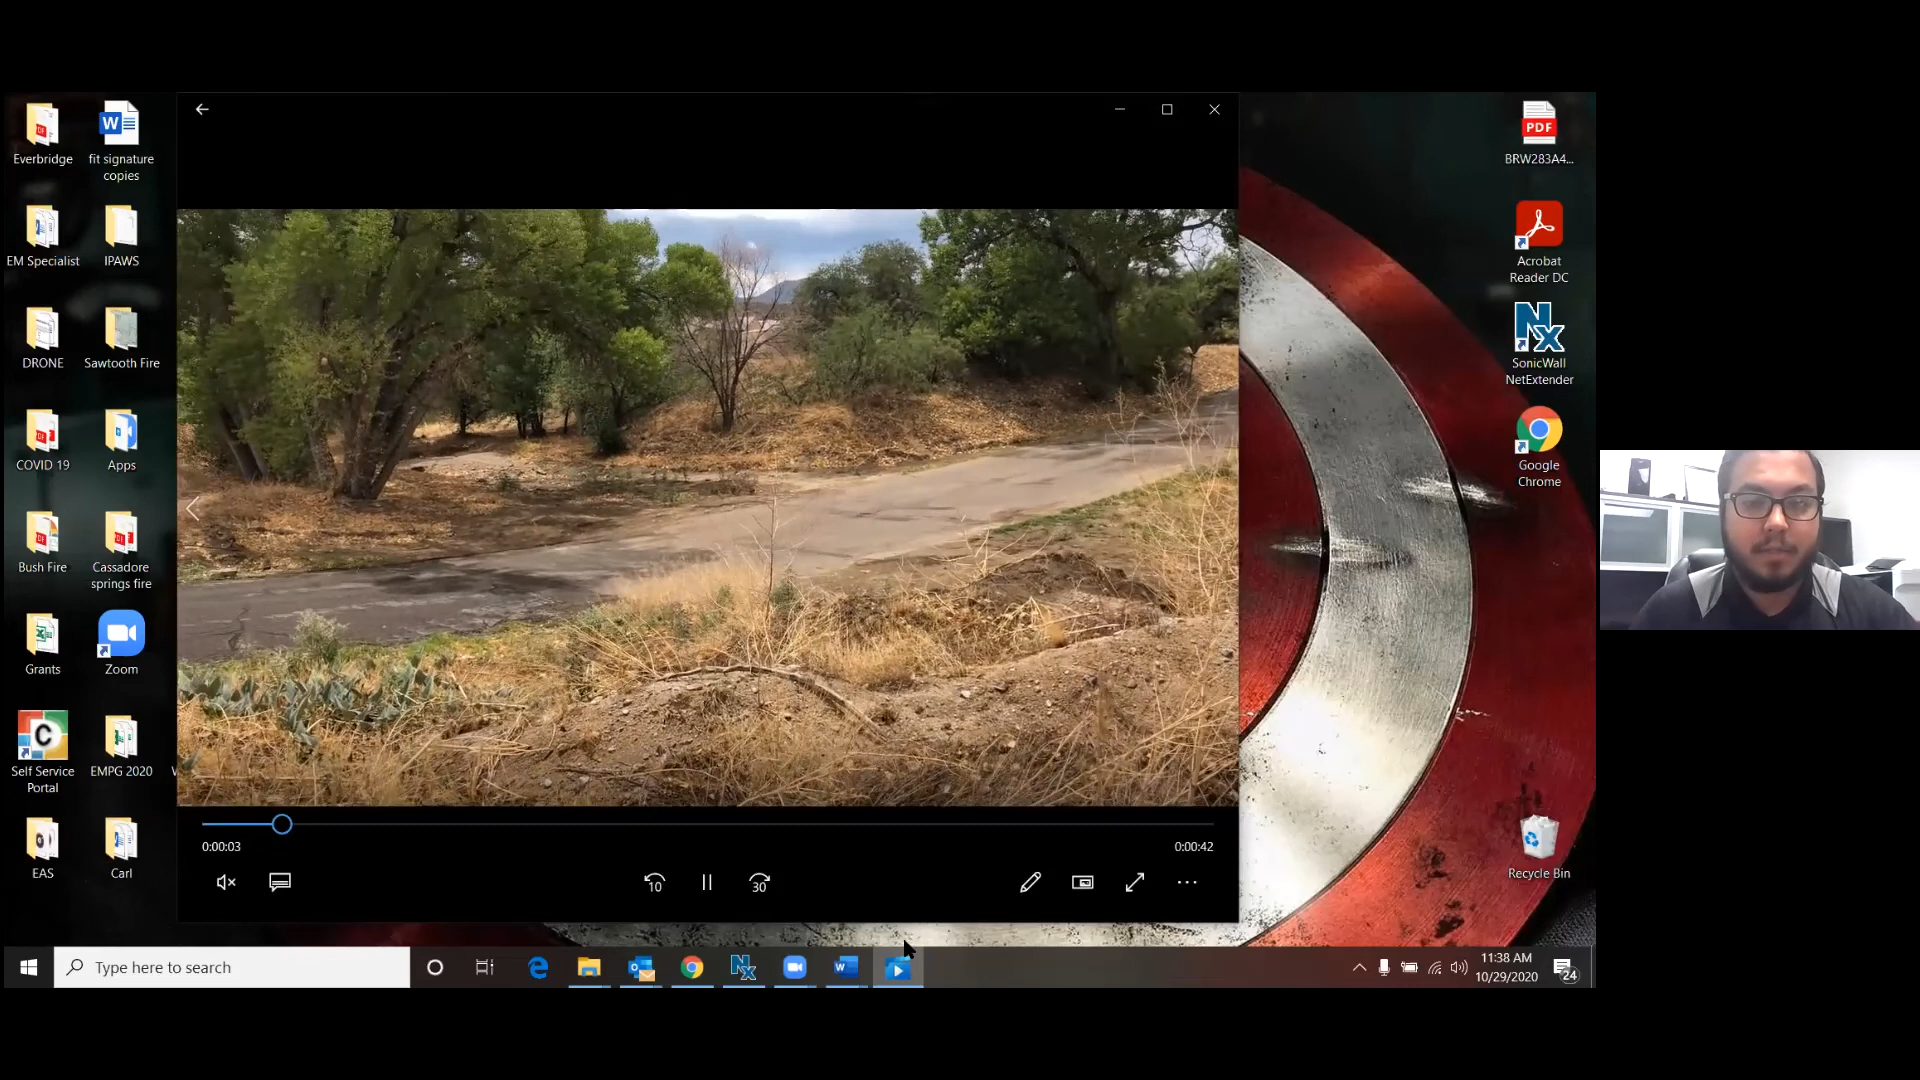 Everbridge
fit signature
copies
EM Specialist
IPAWS
DRONE
Sawtooth Fire
COVID 19
Apps
Bush Fire
Cassadore
springs fire
Grants
Zoom
Self Service
Portal
EMPG 2020
EAS
Carl
0:00:03
0:00:42
10
30
PDF
BRW283A4...
Acrobat
Reader DC
SonicWall
NetExtender
Google
Chrome
Recycle Bin
Type here to search
11:38 AM
10/29/2020
24